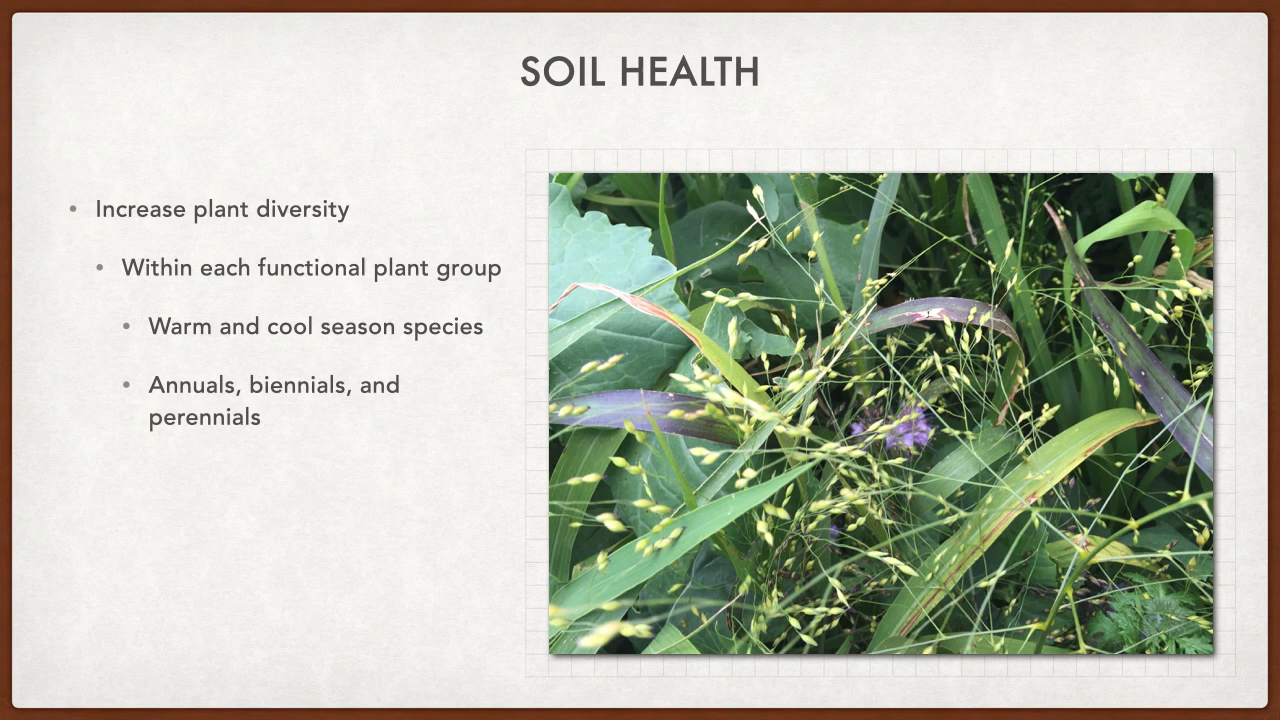 SOIL HEALTH
• Increase plant diversity
• Within each functional plant group
• Warm and cool season species
• Annuals, biennials, and
perennials